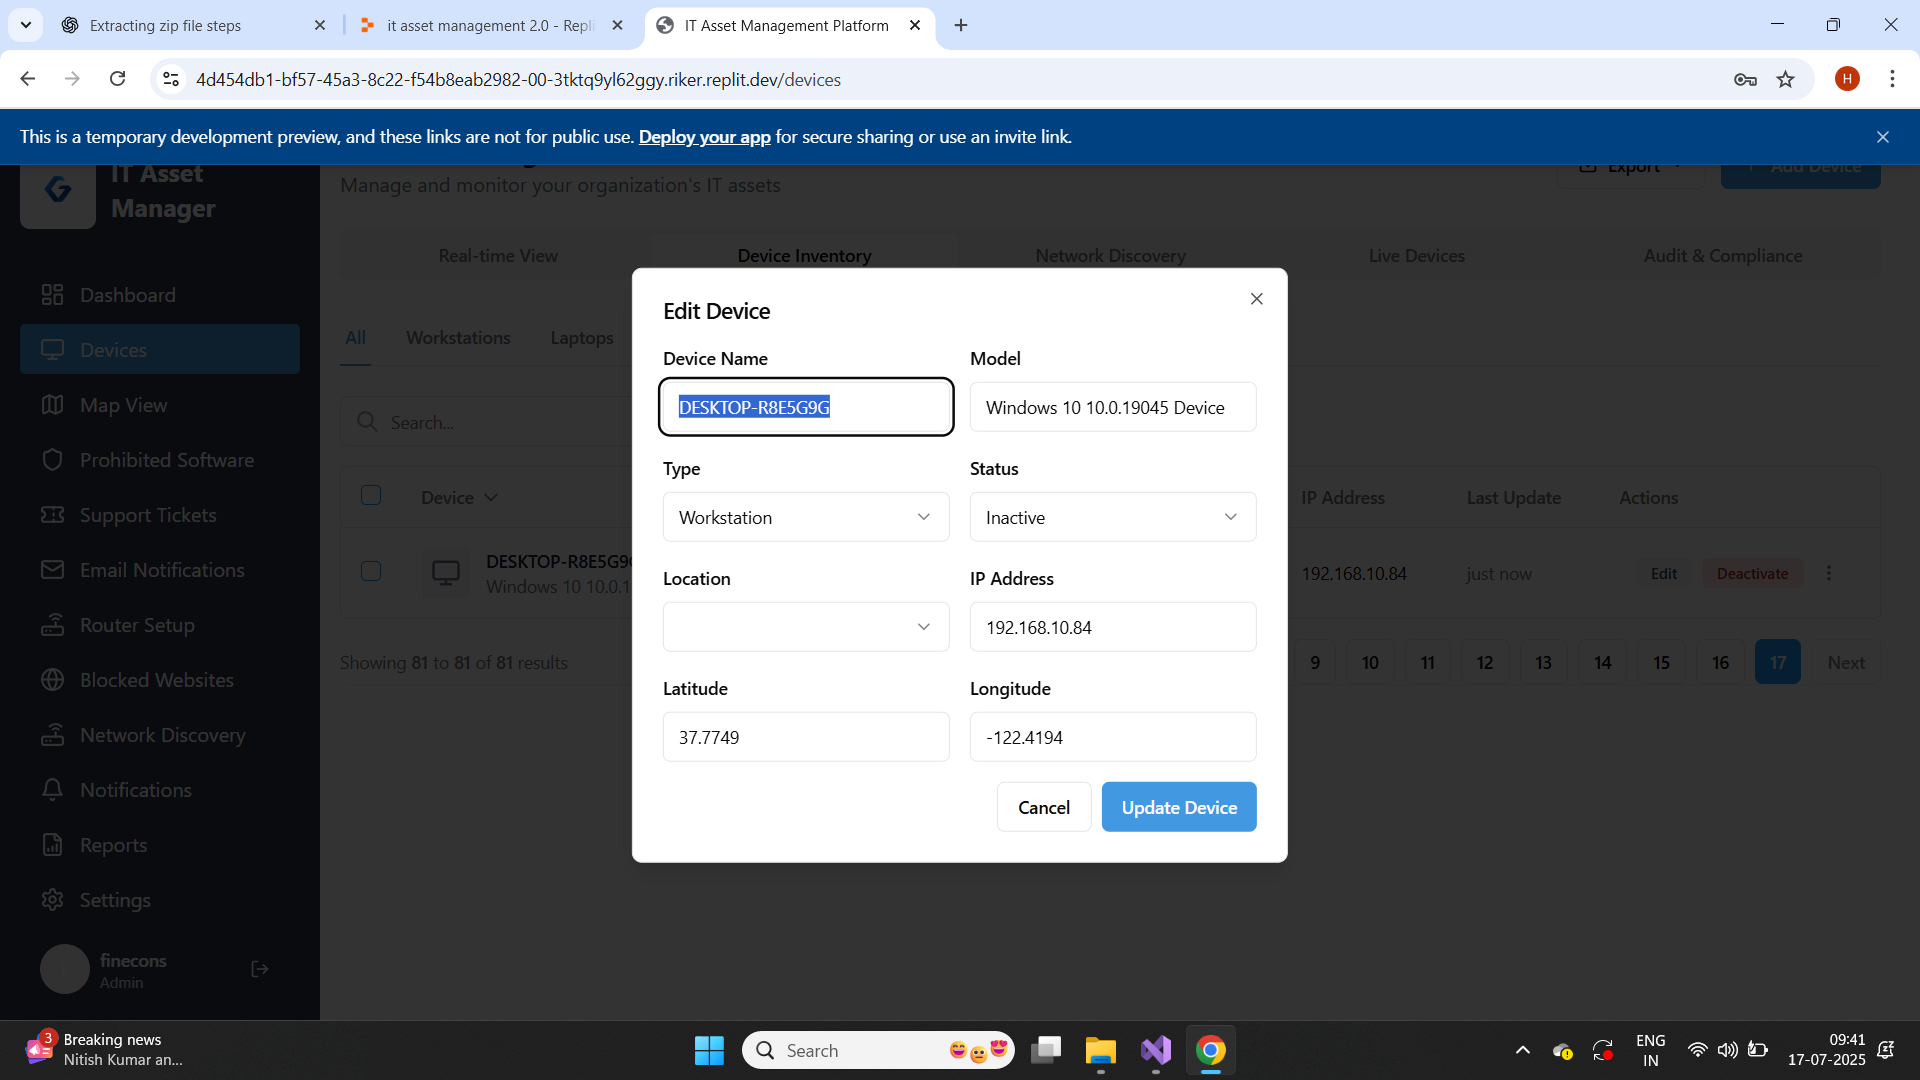 Extracting zip file steps
it asset management 2.0 - Repli
IT Asset Management Platform
4d454db1-bf57-45a3-8c22-f54b8eab2982-00-3tktq9yl62ggy.riker.replit.dev/devices
H
This is a temporary development preview, and these links are not for public use. Deploy your app for secure sharing or use an invite link.
IT Asset
Manager
Manage and monitor your organization's IT assets
Export
Add Device
Real-time View
Device Inventory
Network Discovery
Live Devices
Audit & Compliance
Dashboard
Devices
Map View
Prohibited Software
Support Tickets
Email Notifications
Router Setup
Blocked Websites
Network Discovery
Notifications
Reports
Settings
finecons
Admin
All
Workstations
Laptops
Search...
Device
IP Address
Last Update
Actions
DESKTOP-R8E5G9G
Windows 10 10.0.1
192.168.10.84
just now
Edit
Deactivate
Showing 81 to 81 of 81 results
9
10
11
12
13
14
15
16
17
Next
Edit Device
Device Name
Model
DESKTOP-R8E5G9G
Windows 10 10.0.19045 Device
Type
Status
Workstation
Inactive
Location
IP Address
192.168.10.84
Latitude
Longitude
37.7749
-122.4194
Cancel
Update Device
3
Breaking news
Nitish Kumar an...
Search
ENG
IN
09:41
17-07-2025